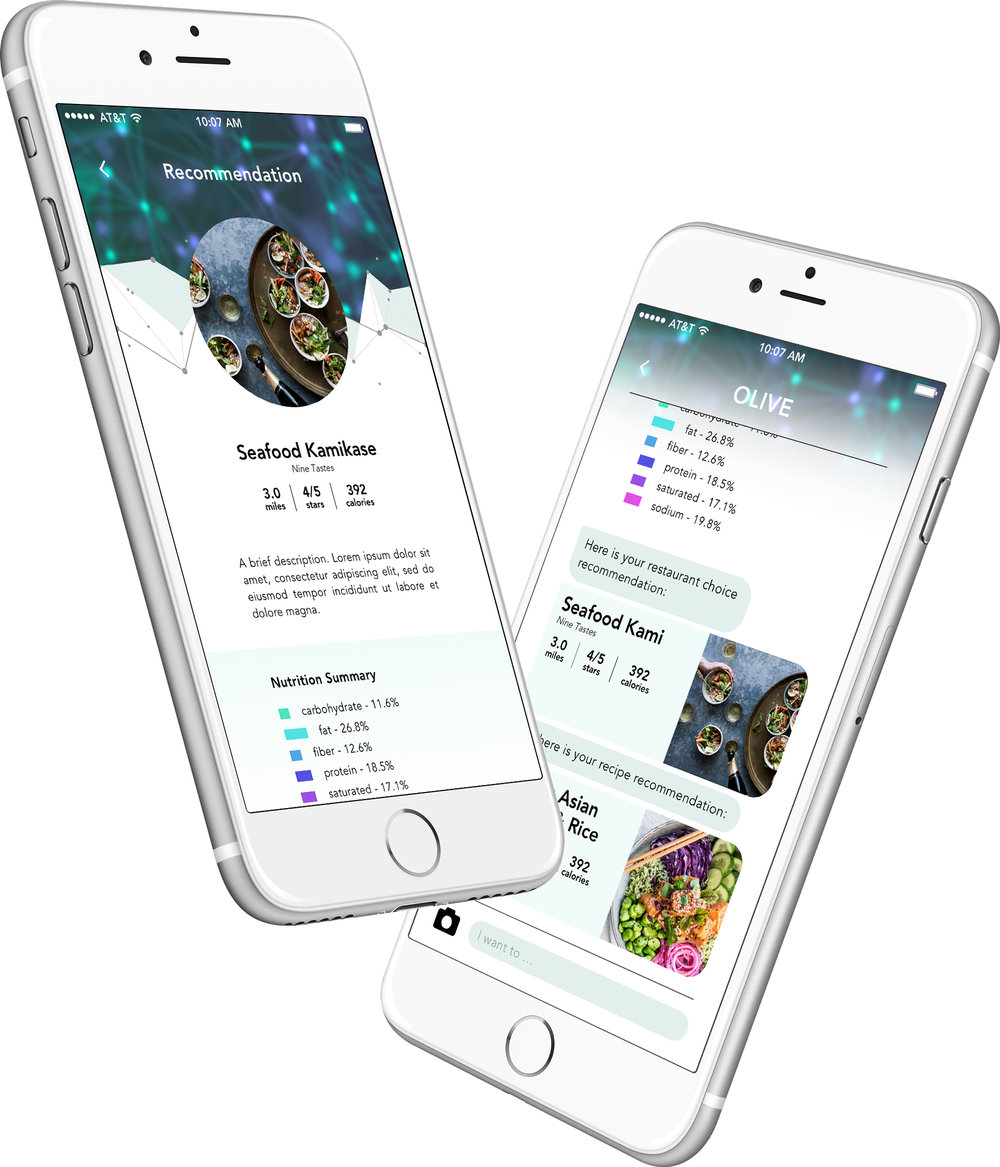 AT&T
10:07 AM
Recommendation
Seafood Kamikase
Nine Tastes
3.0 miles
4/5 stars
392 calories
A brief description. Lorem ipsum dolor sit
amet, consectetur adipiscing elit, sed do
eiusmod tempor incididunt ut labore et
dolore magna.
Nutrition Summary
carbohydrate - 11.6%
fat - 26.8%
fiber - 12.6%
protein - 18.5%
saturated - 17.1%
AT&T
10:07 AM
OLIVE
carbohydrate - 11.6%
fat - 26.8%
fiber - 12.6%
protein - 18.5%
saturated - 17.1%
sodium - 19.8%
Here is your restaurant choice
recommendation:
Seafood Kami
Nine Tastes
3.0 miles
4/5 stars
392 calories
here is your recipe recommendation:
Asian
& Rice
392 calories
I want to ...